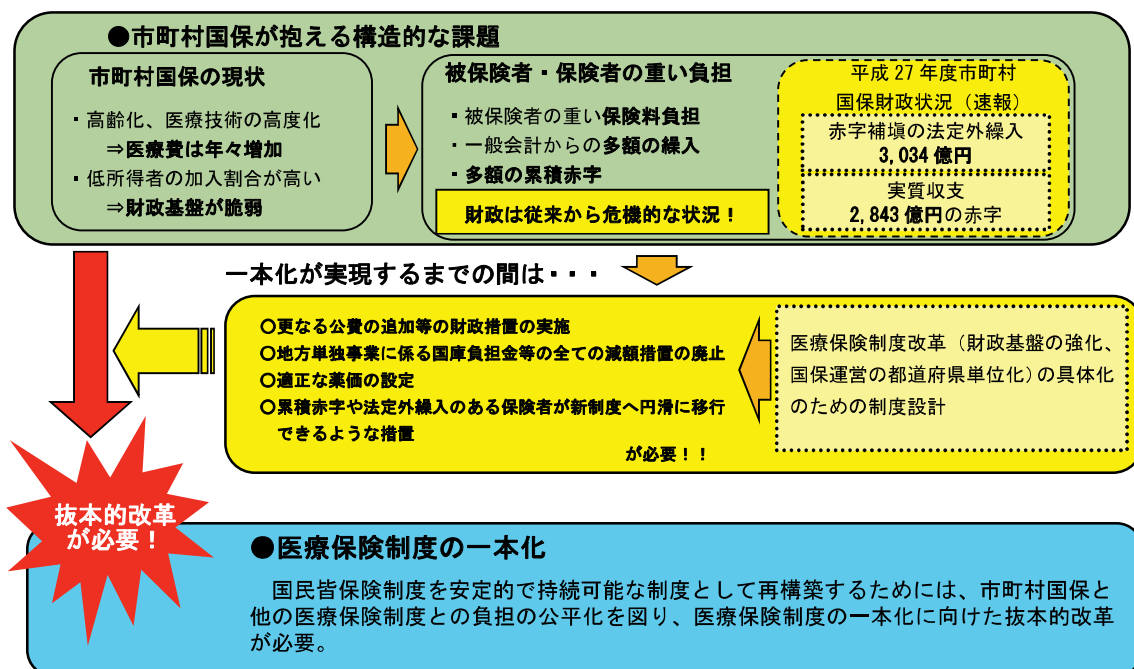 ●市町村国保が抱える構造的な課題
市町村国保の現状
・高齢化、医療技術の高度化
⇒医療費は年々増加
・低所得者の加入割合が高い
⇒財政基盤が脆弱
被保険者・保険者の重い負担
・被保険者の重い保険料負担
・一般会計からの多額の繰入
・多額の累積赤字
財政は従来から危機的な状況！
平成 27 年度市町村
国保財政状況（速報）
赤字補塡の法定外繰入
3,034 億円
実質収支
2,843 億円の赤字
一本化が実現するまでの間は・・・
○更なる公費の追加等の財政措置の実施
○地方単独事業に係る国庫負担金等の全ての減額措置の廃止
○適正な薬価の設定
○累積赤字や法定外繰入のある保険者が新制度へ円滑に移行
できるような措置
が必要！！
医療保険制度改革（財政基盤の強化、
国保運営の都道府県単位化）の具体化
のための制度設計
抜本的改革
が必要！
●医療保険制度の一本化
国民皆保険制度を安定的で持続可能な制度として再構築するためには、市町村国保と
他の医療保険制度との負担の公平化を図り、医療保険制度の一本化に向けた抜本的改革
が必要。